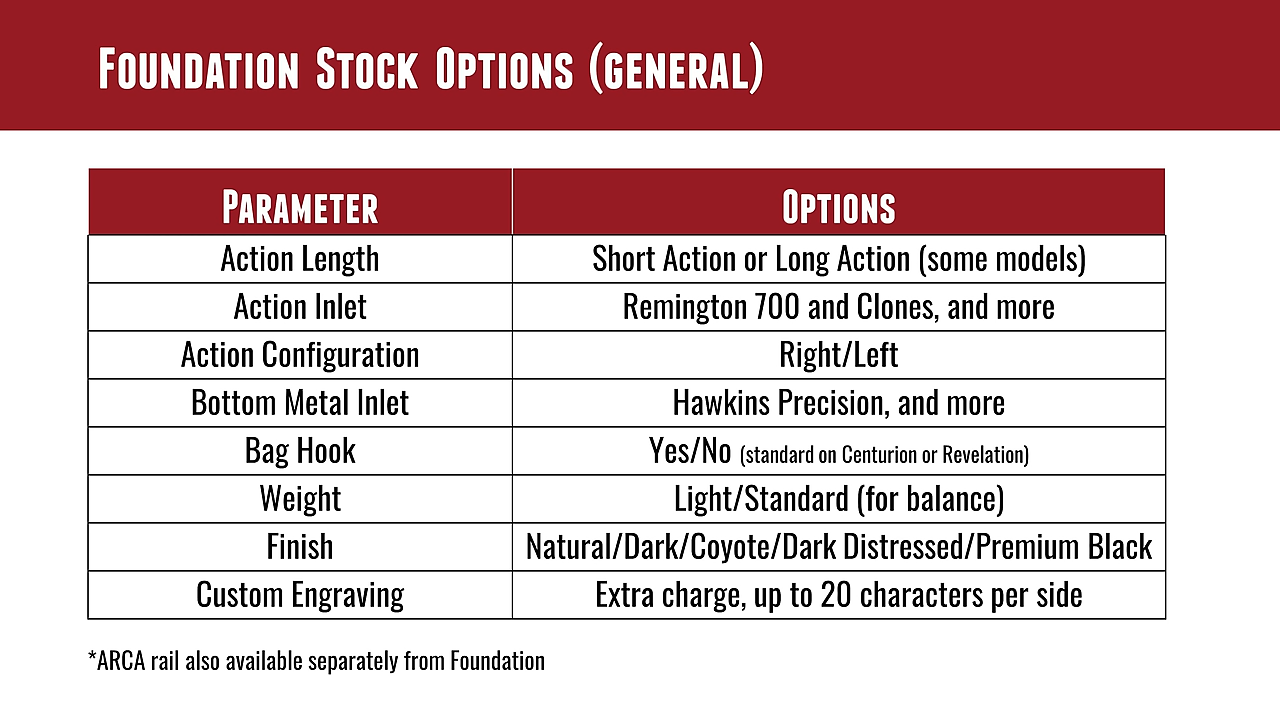 Foundation Stock Options (general)
Parameter Options
Action Length Short Action or Long Action (some models)
Action Inlet Remington 700 and Clones, and more
Action Configuration Right/Left
Bottom Metal Inlet Hawkins Precision, and more
Bag Hook Yes/No (standard on Centurion or Revelation)
Weight Light/Standard (for balance)
Finish Natural/Dark/Coyote/Dark Distressed/Premium Black
Custom Engraving Extra charge, up to 20 characters per side
*ARCA rail also available separately from Foundation